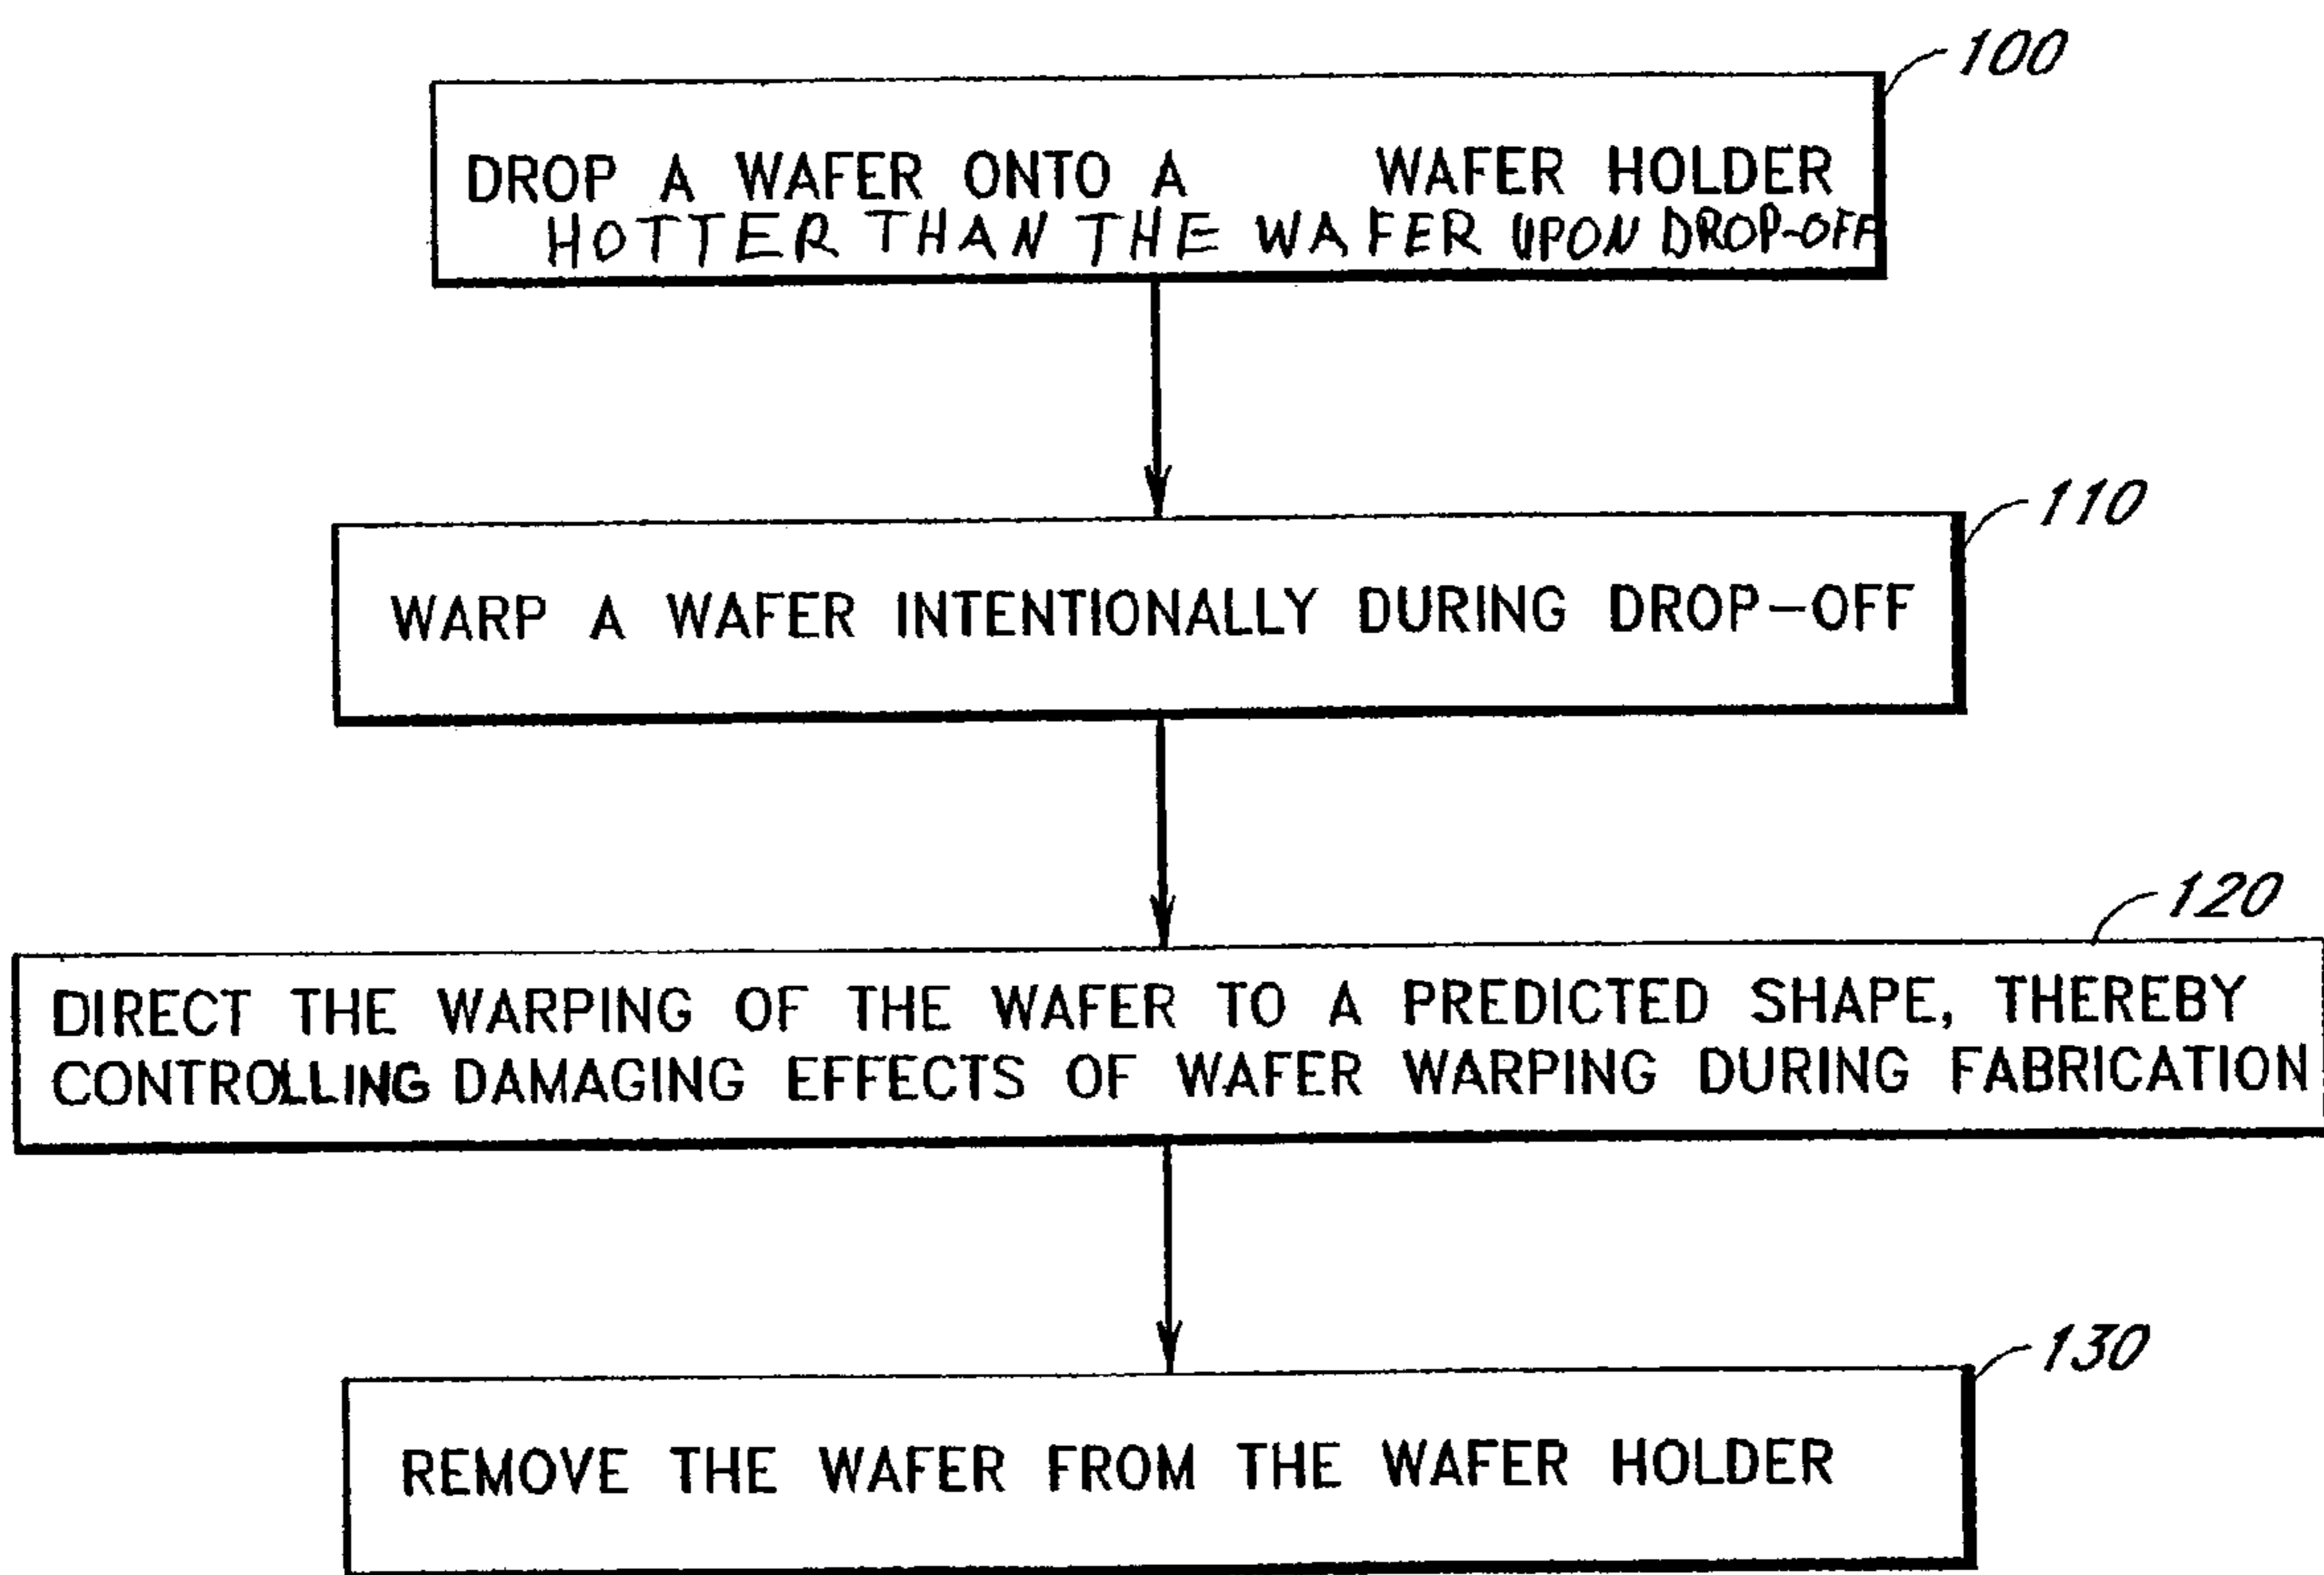 100
DROP A WAFER ONTO A WAFER HOLDER
HOTTER THAN THE WAFER UPON DROP-OFF
110
WARP A WAFER INTENTIONALLY DURING DROP-OFF
120
DIRECT THE WARPING OF THE WAFER TO A PREDICTED SHAPE, THEREBY
CONTROLLING DAMAGING EFFECTS OF WAFER WARPING DURING FABRICATION
130
REMOVE THE WAFER FROM THE WAFER HOLDER